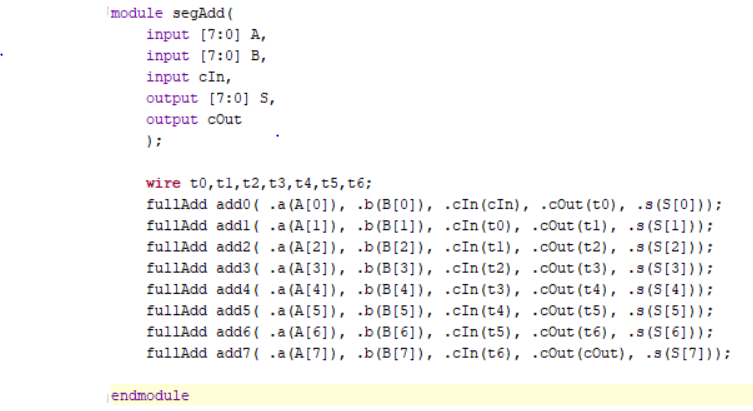 module segAdd(
input [7:0] A,
input [7:0] B,
input cIn,
output [7:0] S,
output cOut
);
wire t0,t1,t2,t3,t4,t5,t6;
fullAdd add0( .a(A[0]), .b(B[0]), .cIn(cIn), .cOut(t0), .s(S[0]));
fullAdd add1( .a(A[1]), .b(B[1]), .cIn(t0), .cOut(t1), .s(S[1]));
fullAdd add2( .a(A[2]), .b(B[2]), .cIn(t1), .cOut(t2), .s(S[2]));
fullAdd add3( .a(A[3]), .b(B[3]), .cIn(t2), .cOut(t3), .s(S[3]));
fullAdd add4( .a(A[4]), .b(B[4]), .cIn(t3), .cOut(t4), .s(S[4]));
fullAdd add5( .a(A[5]), .b(B[5]), .cIn(t4), .cOut(t5), .s(S[5]));
fullAdd add6( .a(A[6]), .b(B[6]), .cIn(t5), .cOut(t6), .s(S[6]));
fullAdd add7( .a(A[7]), .b(B[7]), .cIn(t6), .cOut(cOut), .s(S[7]));
endmodule